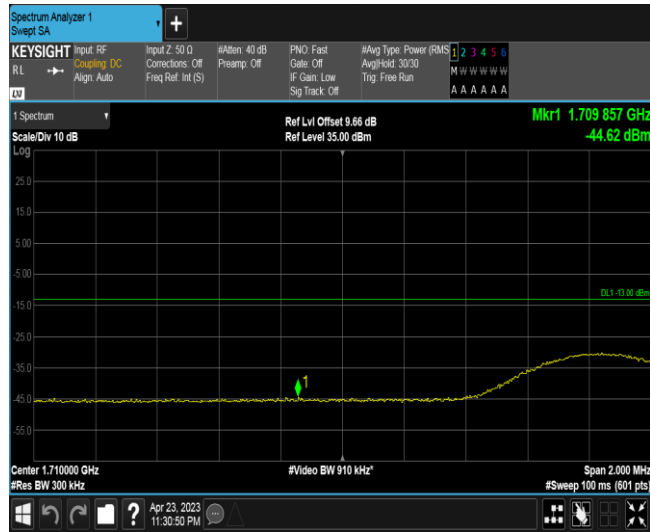 Spectrum Analyzer 1
Swept SA
KEYSIGHT
RL
LXI
Input: RF
Coupling: DC
Align: Auto
Input Z: 50 Ω
Corrections: Off
Freq Ref: Int (S)
#Atten: 40 dB
Preamp: Off
PNO: Fast
Gate: Off
IF Gain: Low
Sig Track: Off
#Avg Type: Power (RMS
Avg|Hold: 30/30
Trig: Free Run
1 2 3 4 5 6
M W W W W W
A A A A A A
1 Spectrum
Scale/Div 10 dB
Ref Lvl Offset 9.66 dB
Ref Level 35.00 dBm
Mkr1 1.709 857 GHz
-44.62 dBm
Log
25.0
15.0
5.00
-5.00
DL1 -13.00 dBm
-15.0
-25.0
-35.0
1
-45.0
-55.0
Center 1.710000 GHz
#Video BW 910 kHz*
Span 2.000 MHz
#Res BW 300 kHz
#Sweep 100 ms (601 pts)
?
Apr 23, 2023
11:30:50 PM